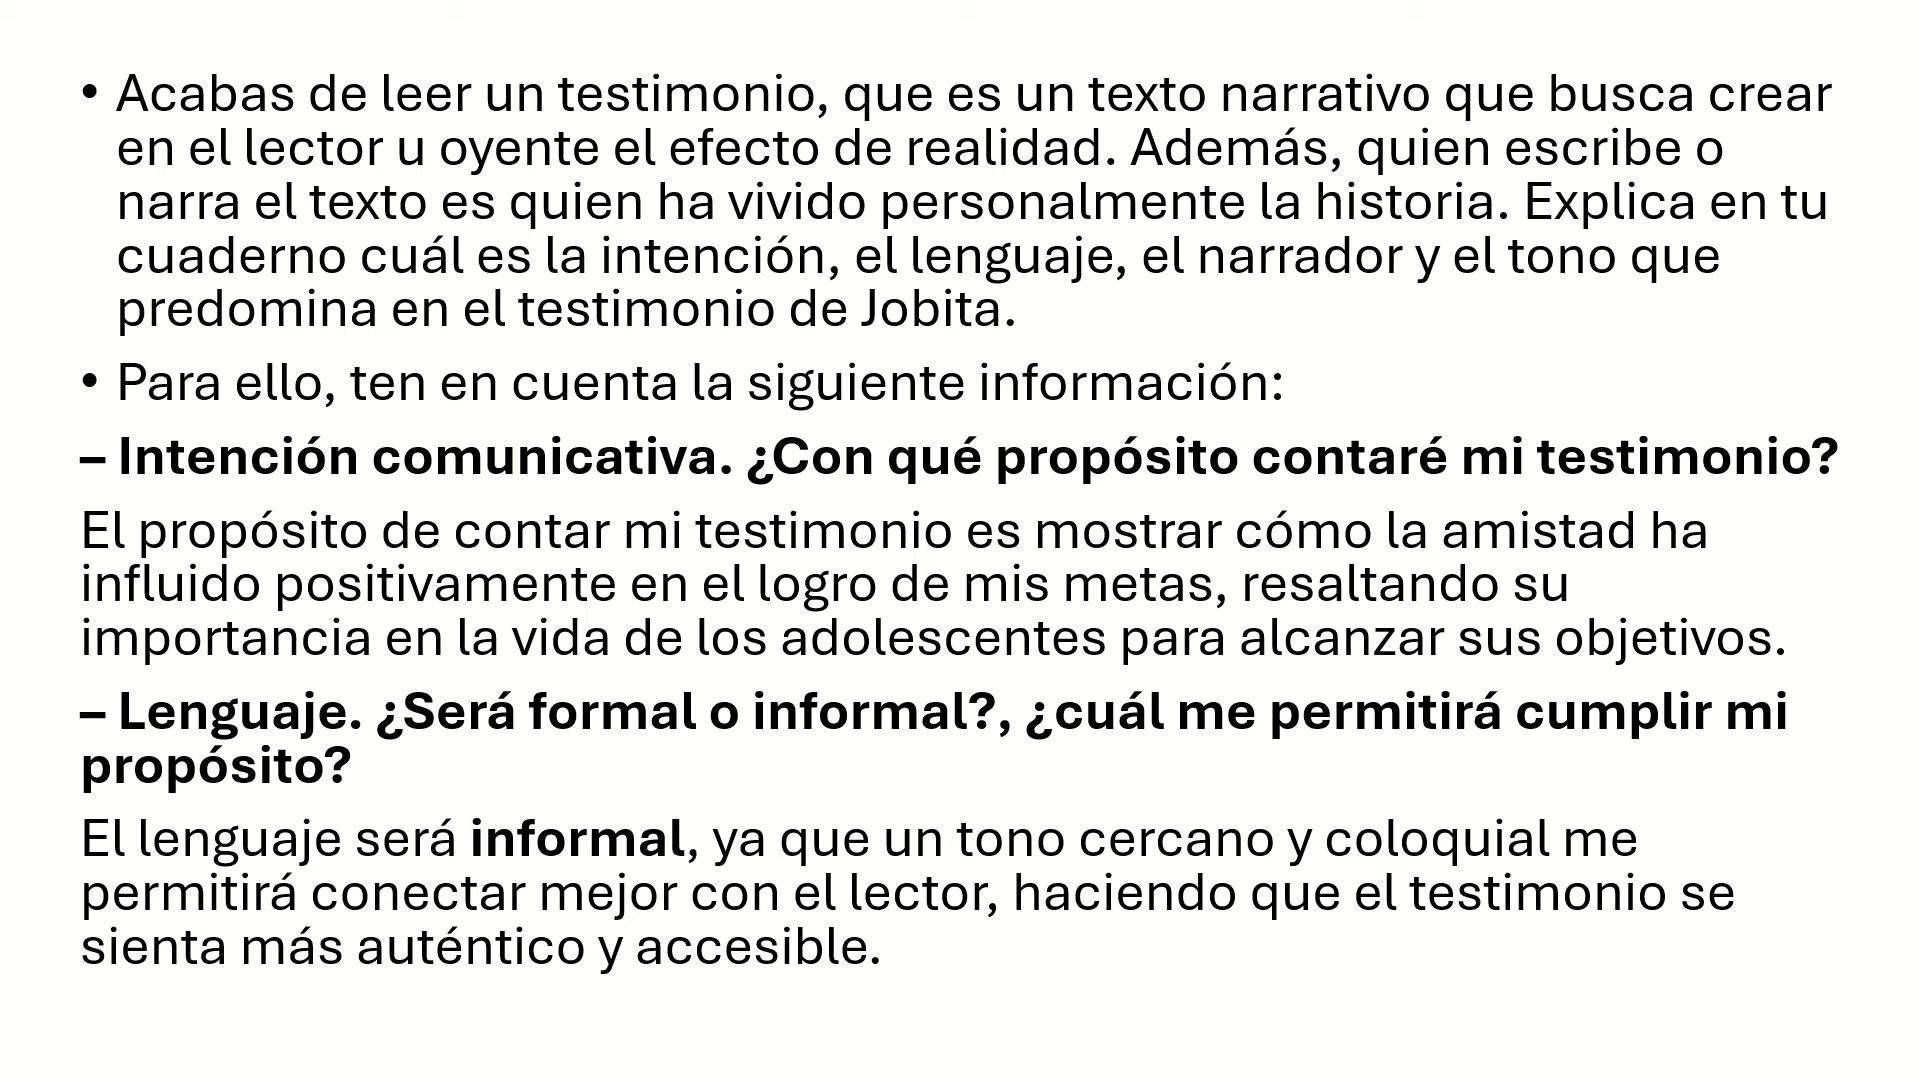 • Acabas de leer un testimonio, que es un texto narrativo que busca crear
en el lector u oyente el efecto de realidad. Además, quien escribe o
narra el texto es quien ha vivido personalmente la historia. Explica en tu
cuaderno cuál es la intención, el lenguaje, el narrador y el tono que
predomina en el testimonio de Jobita.
• Para ello, ten en cuenta la siguiente información:
– Intención comunicativa. ¿Con qué propósito contaré mi testimonio?
El propósito de contar mi testimonio es mostrar cómo la amistad ha
influido positivamente en el logro de mis metas, resaltando su
importancia en la vida de los adolescentes para alcanzar sus objetivos.
– Lenguaje. ¿Será formal o informal?, ¿cuál me permitirá cumplir mi
propósito?
El lenguaje será informal, ya que un tono cercano y coloquial me
permitirá conectar mejor con el lector, haciendo que el testimonio se
sienta más auténtico y accesible.